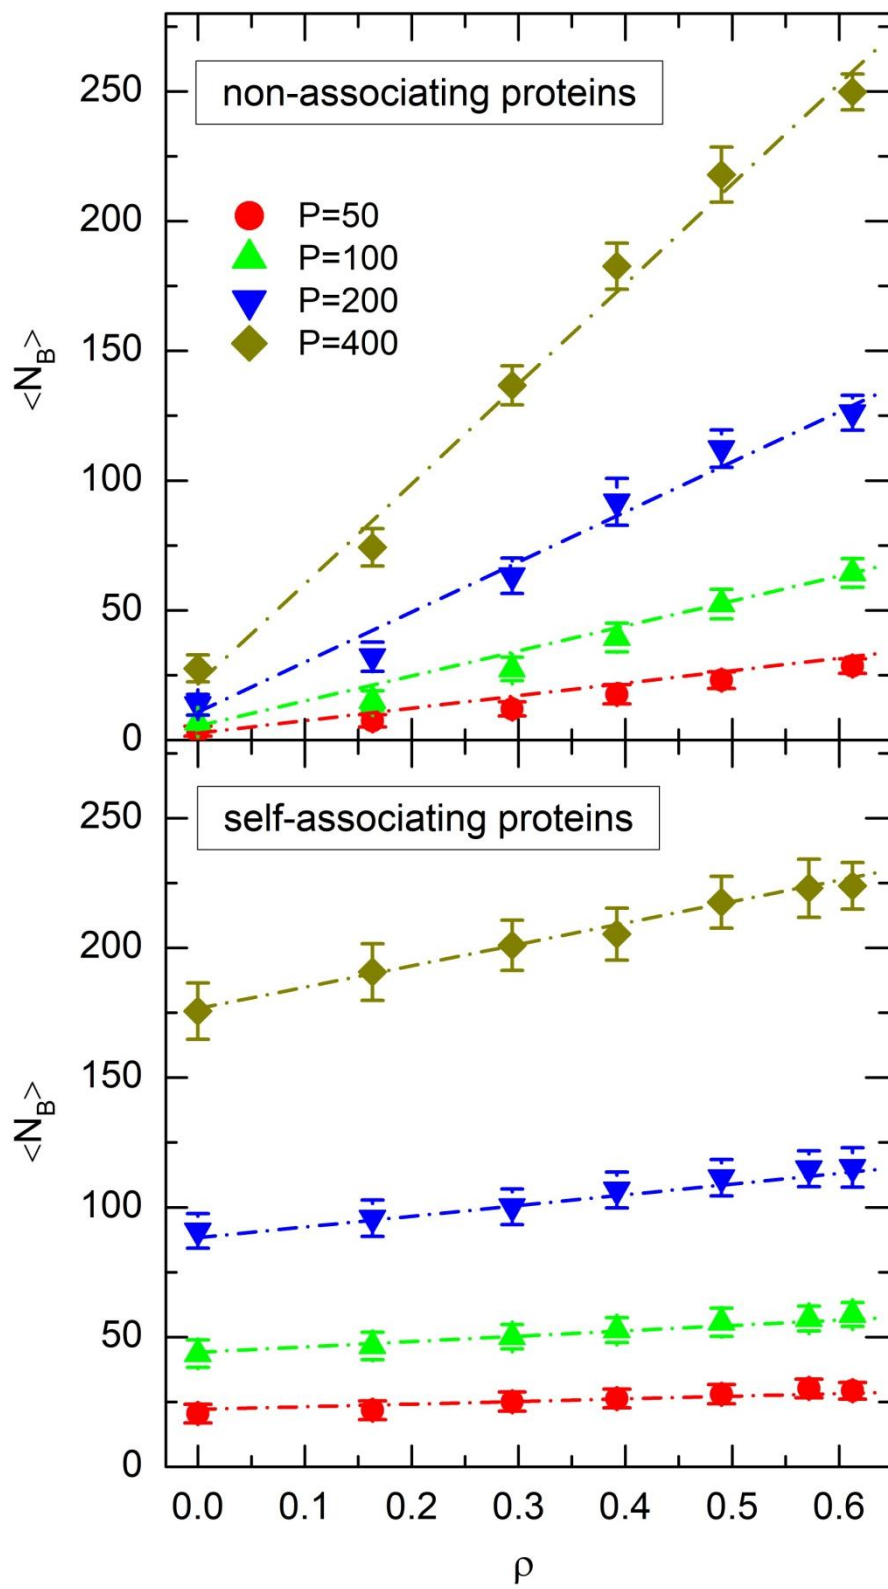 non-associating proteins
P=50
P=100
P=200
P=400
250
200
150
100
50
0
<N_B>
self-associating proteins
250
200
150
100
50
0
<N_B>
0.0 0.1 0.2 0.3 0.4 0.5 0.6
ρ